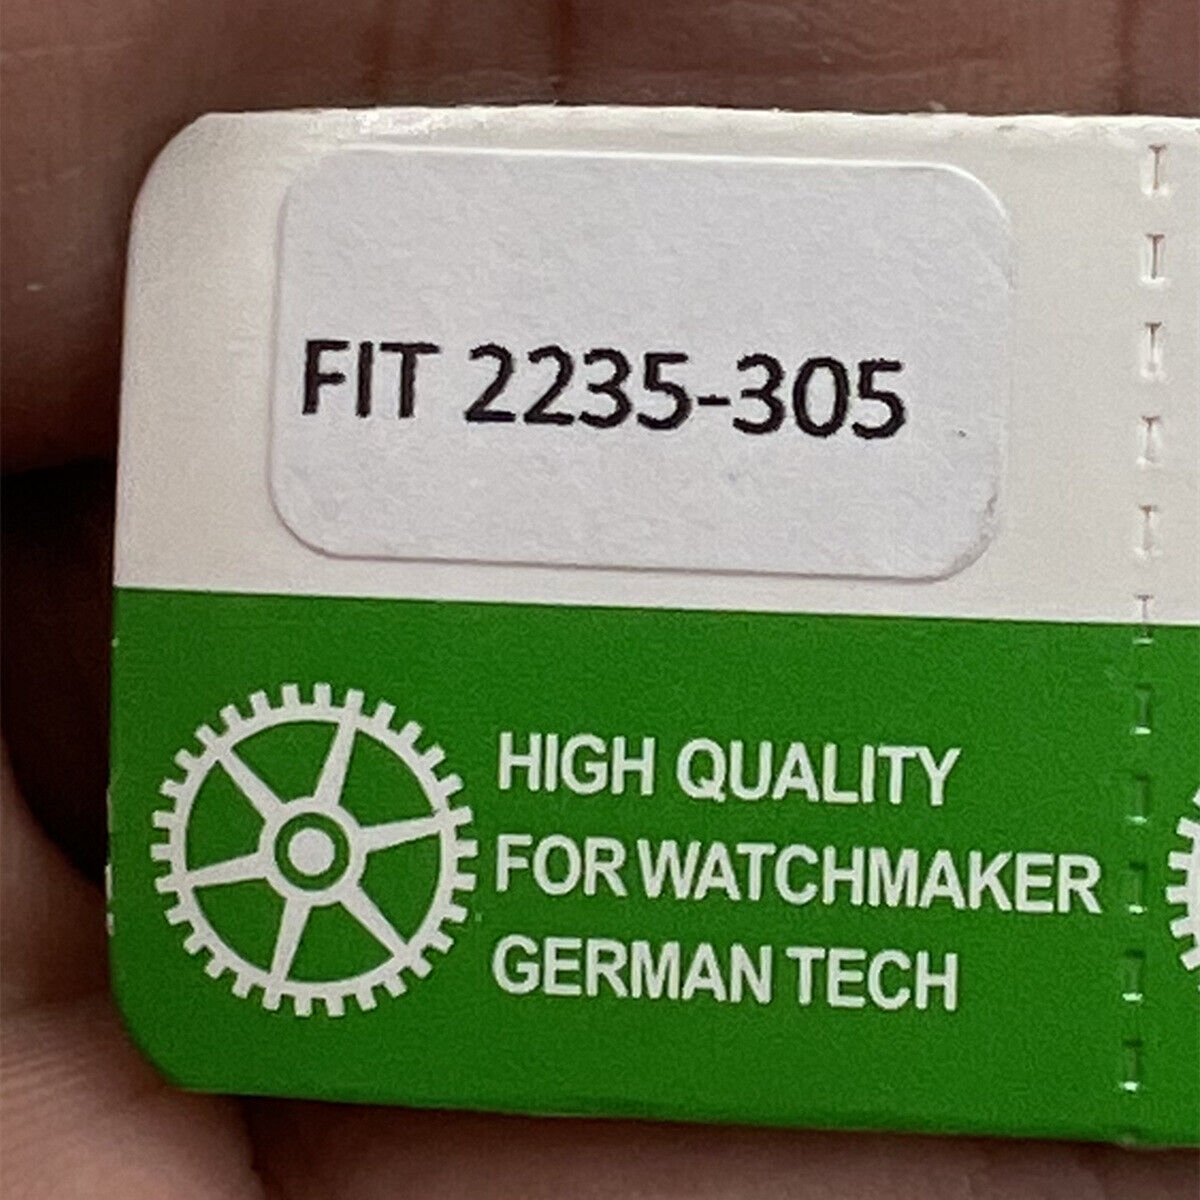 FIT 2235-305
HIGH QUALITY
FOR WATCHMAKER
GERMAN TECH